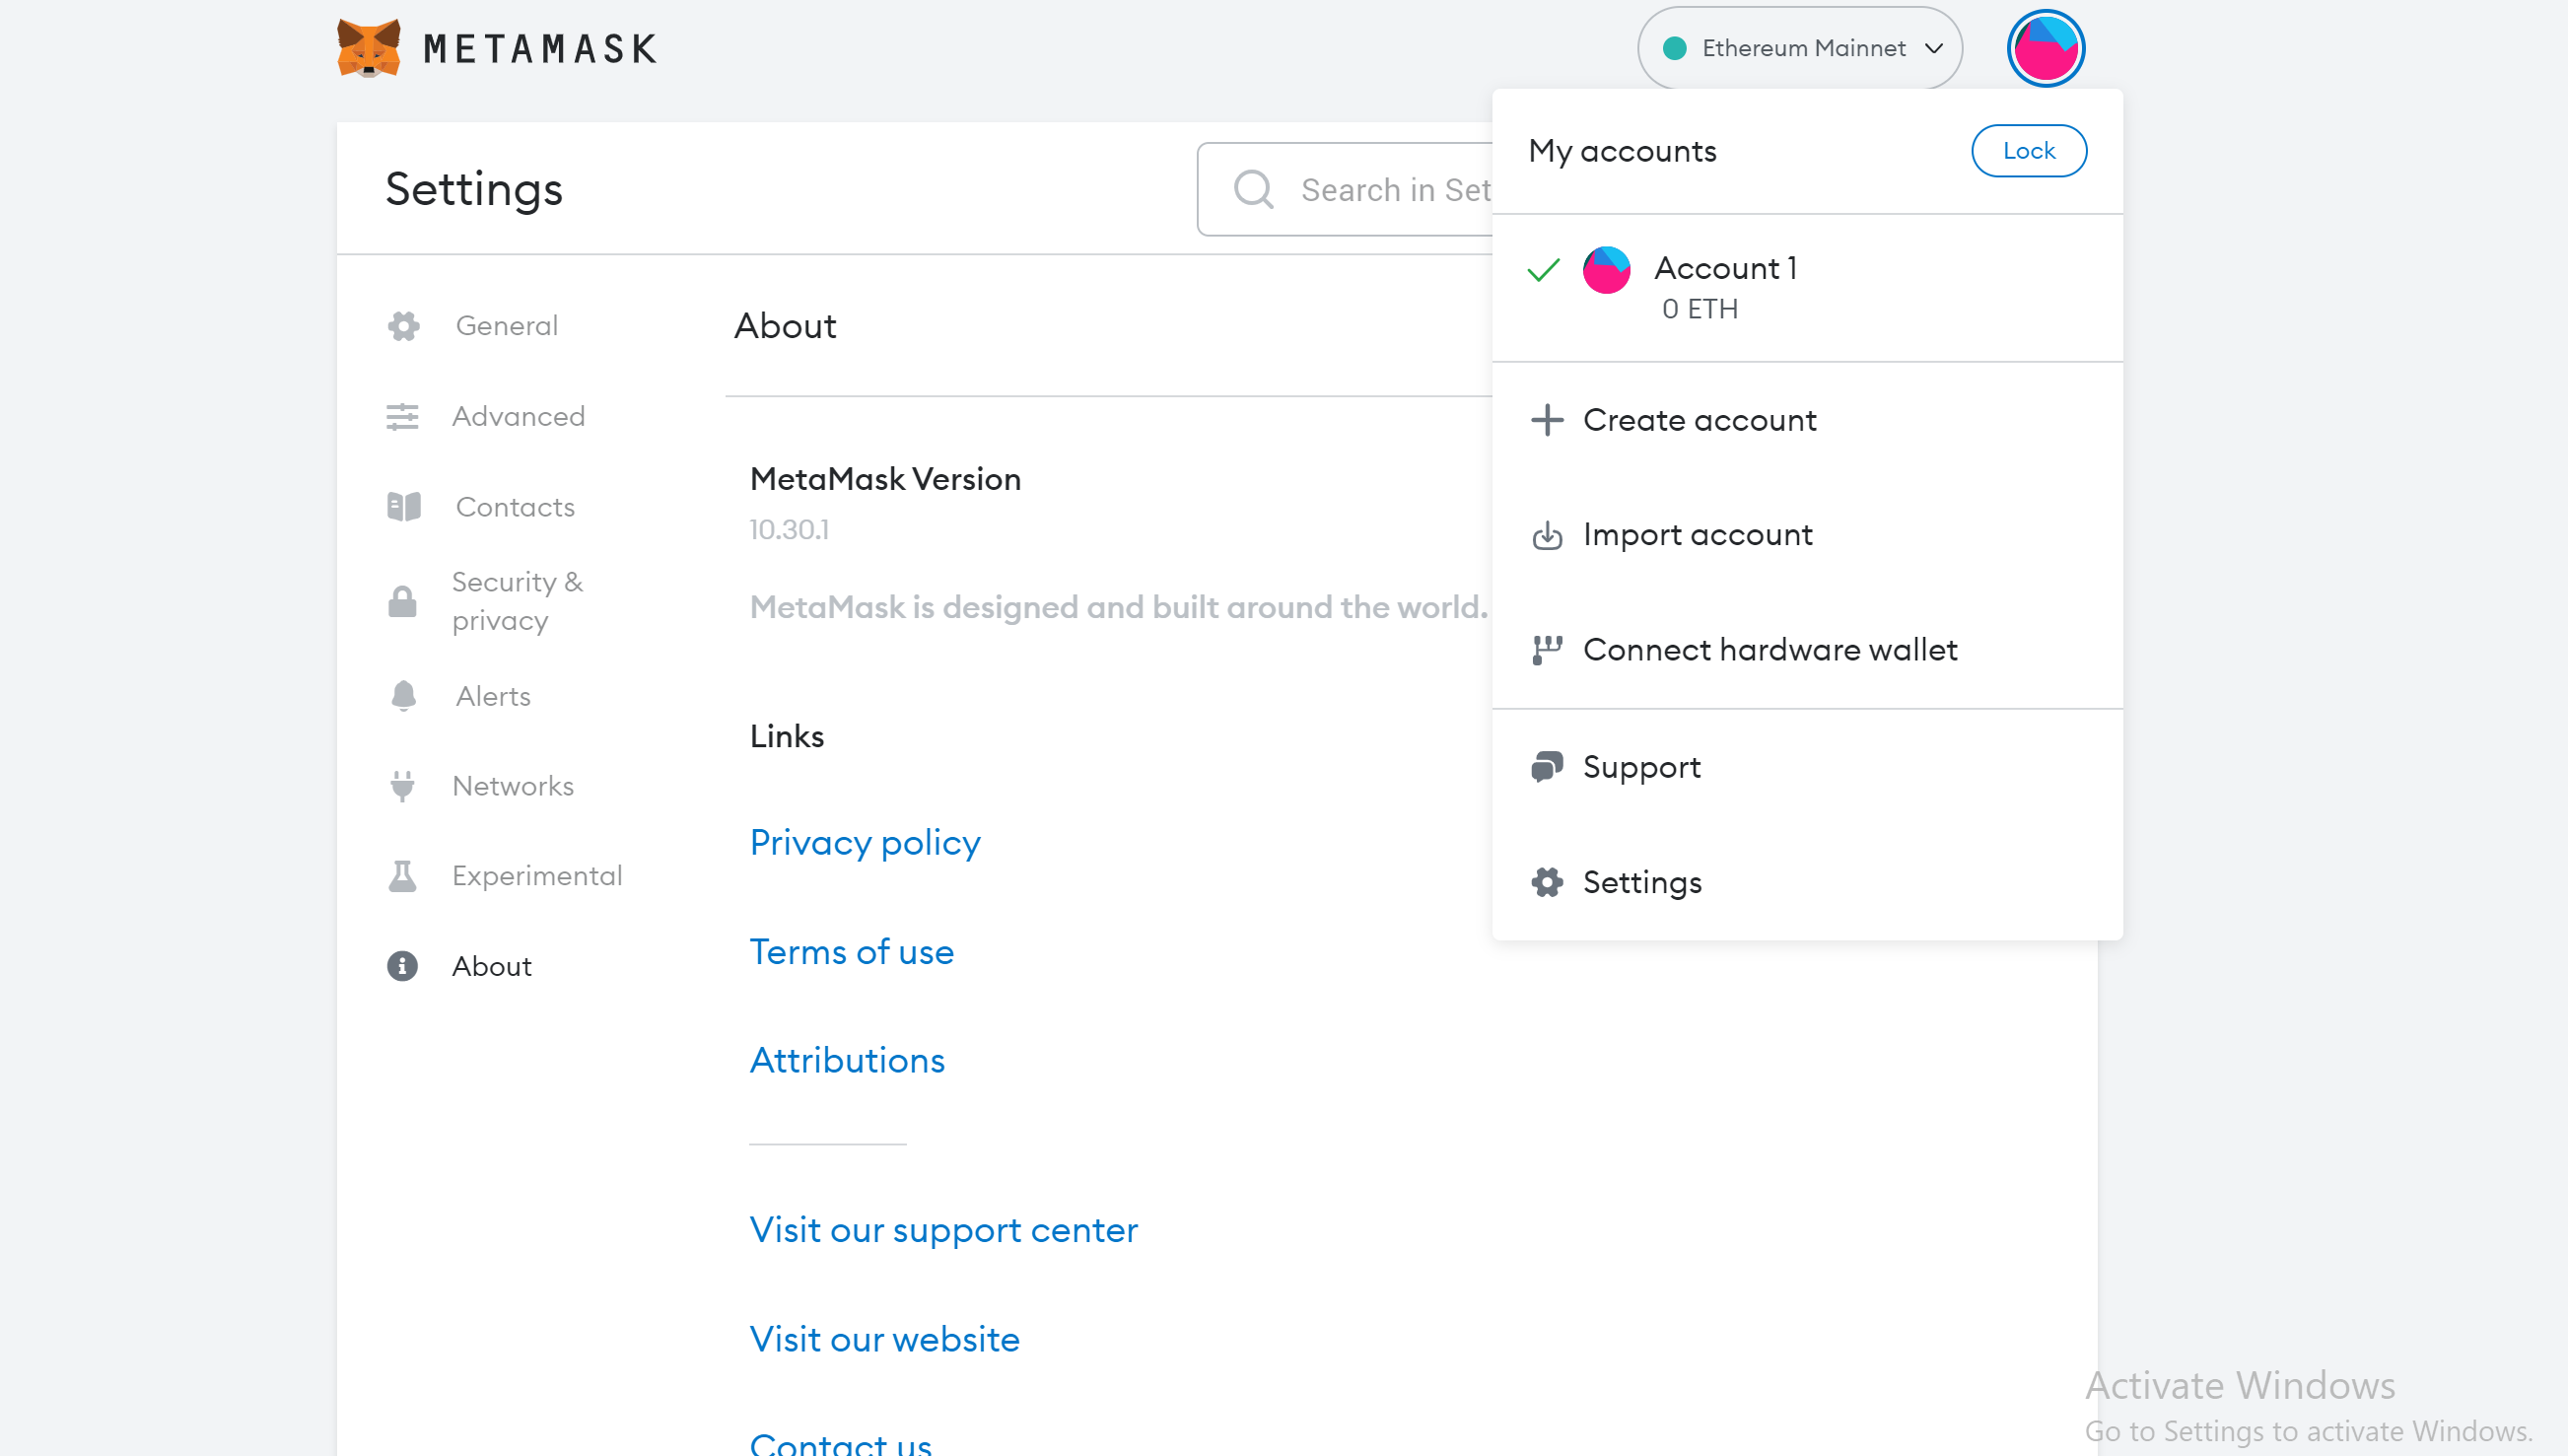 METAMASK
Ethereum Mainnet
Settings
Search in Set
General
Advanced
Contacts
Security &
privacy
Alerts
Networks
Experimental
About
About
MetaMask Version
10.30.1
MetaMask is designed and built around the world.
Links
Privacy policy
Terms of use
Attributions
Visit our support center
Visit our website
Contact us
My accounts
Lock
Account 1
0 ETH
Create account
Import account
Connect hardware wallet
Support
Settings
Activate Windows
Go to Settings to activate Windows.